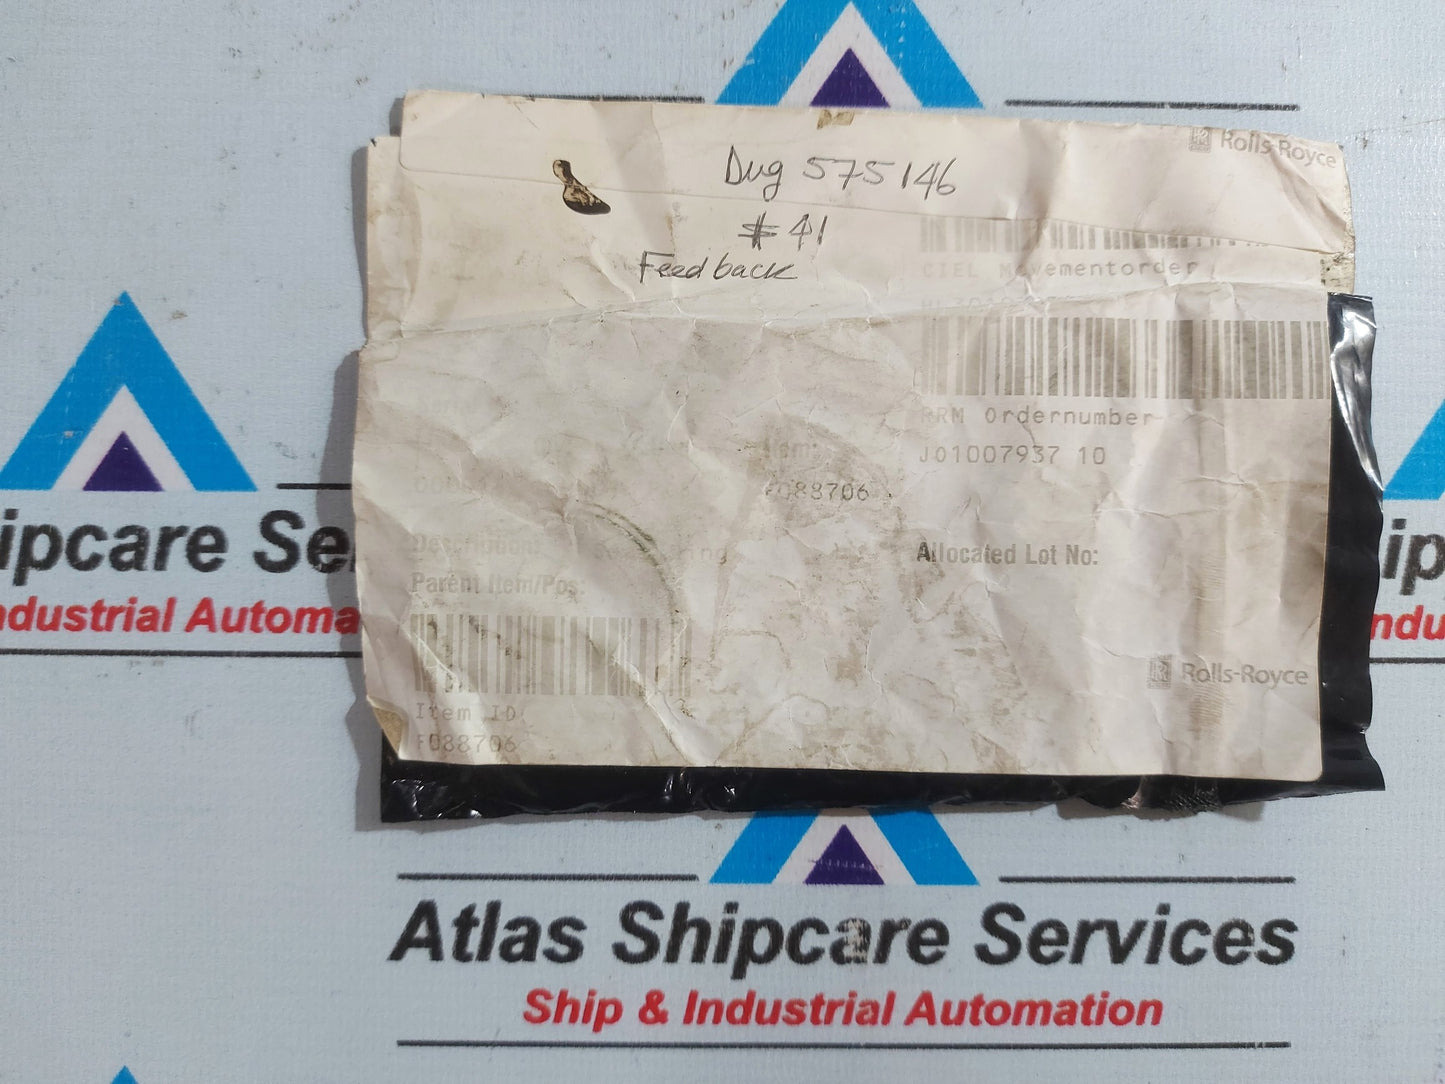 Rolls-Royce
Dwg 575146
# 41
Feedback
CIEL Movementorder
RRM Ordernumber
J01007937 10
Item:
F088706
Description:
Allocated Lot No:
Parent Item/Pos:
Rolls-Royce
Item ID
F088706
ipcare Se
ndustrial Automa
ip
ndu
Atlas Shipcare Services
Ship & Industrial Automation